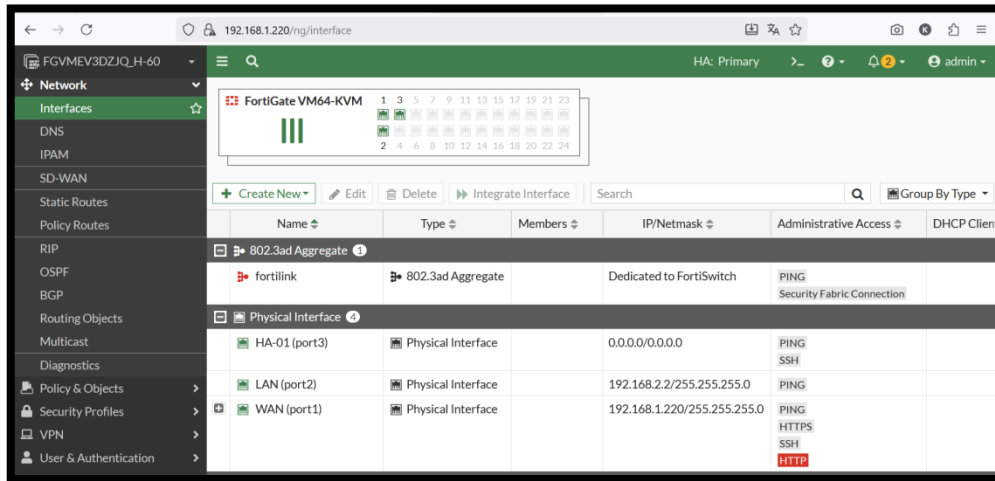 192.168.1.220/ng/interface
FGVMEV3DZJQ_H-60
HA: Primary
>_
2
admin
Network
Interfaces
DNS
IPAM
SD-WAN
Static Routes
Policy Routes
RIP
OSPF
BGP
Routing Objects
Multicast
Diagnostics
Policy & Objects
Security Profiles
VPN
User & Authentication
FortiGate VM64-KVM
1 3 5 7 9 11 13 15 17 19 21 23
2 4 6 8 10 12 14 16 18 20 22 24
Create New Edit Delete Integrate Interface Search Group By Type
Name Type Members IP/Netmask Administrative Access DHCP Clien
802.3ad Aggregate 1
fortilink 802.3ad Aggregate Dedicated to FortiSwitch PING
Security Fabric Connection
Physical Interface 4
HA-01 (port3) Physical Interface 0.0.0.0/0.0.0.0 PING
SSH
LAN (port2) Physical Interface 192.168.2.2/255.255.255.0 PING
WAN (port1) Physical Interface 192.168.1.220/255.255.255.0 PING
HTTPS
SSH
HTTP